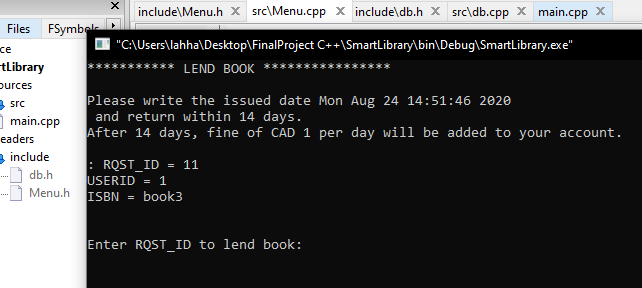 include\Menu.h X src\Menu.cpp X include\db.h X src\db.cpp X main.cpp X
Files FSymbols
"C:\Users\lahha\Desktop\FinalProject C++\SmartLibrary\bin\Debug\SmartLibrary.exe"
ce
rtLibrary
ources
src
main.cpp
eaders
include
db.h
Menu.h
*********** LEND BOOK ****************
Please write the issued date Mon Aug 24 14:51:46 2020
and return within 14 days.
After 14 days, fine of CAD 1 per day will be added to your account.
: RQST_ID = 11
USERID = 1
ISBN = book3
Enter RQST_ID to lend book: